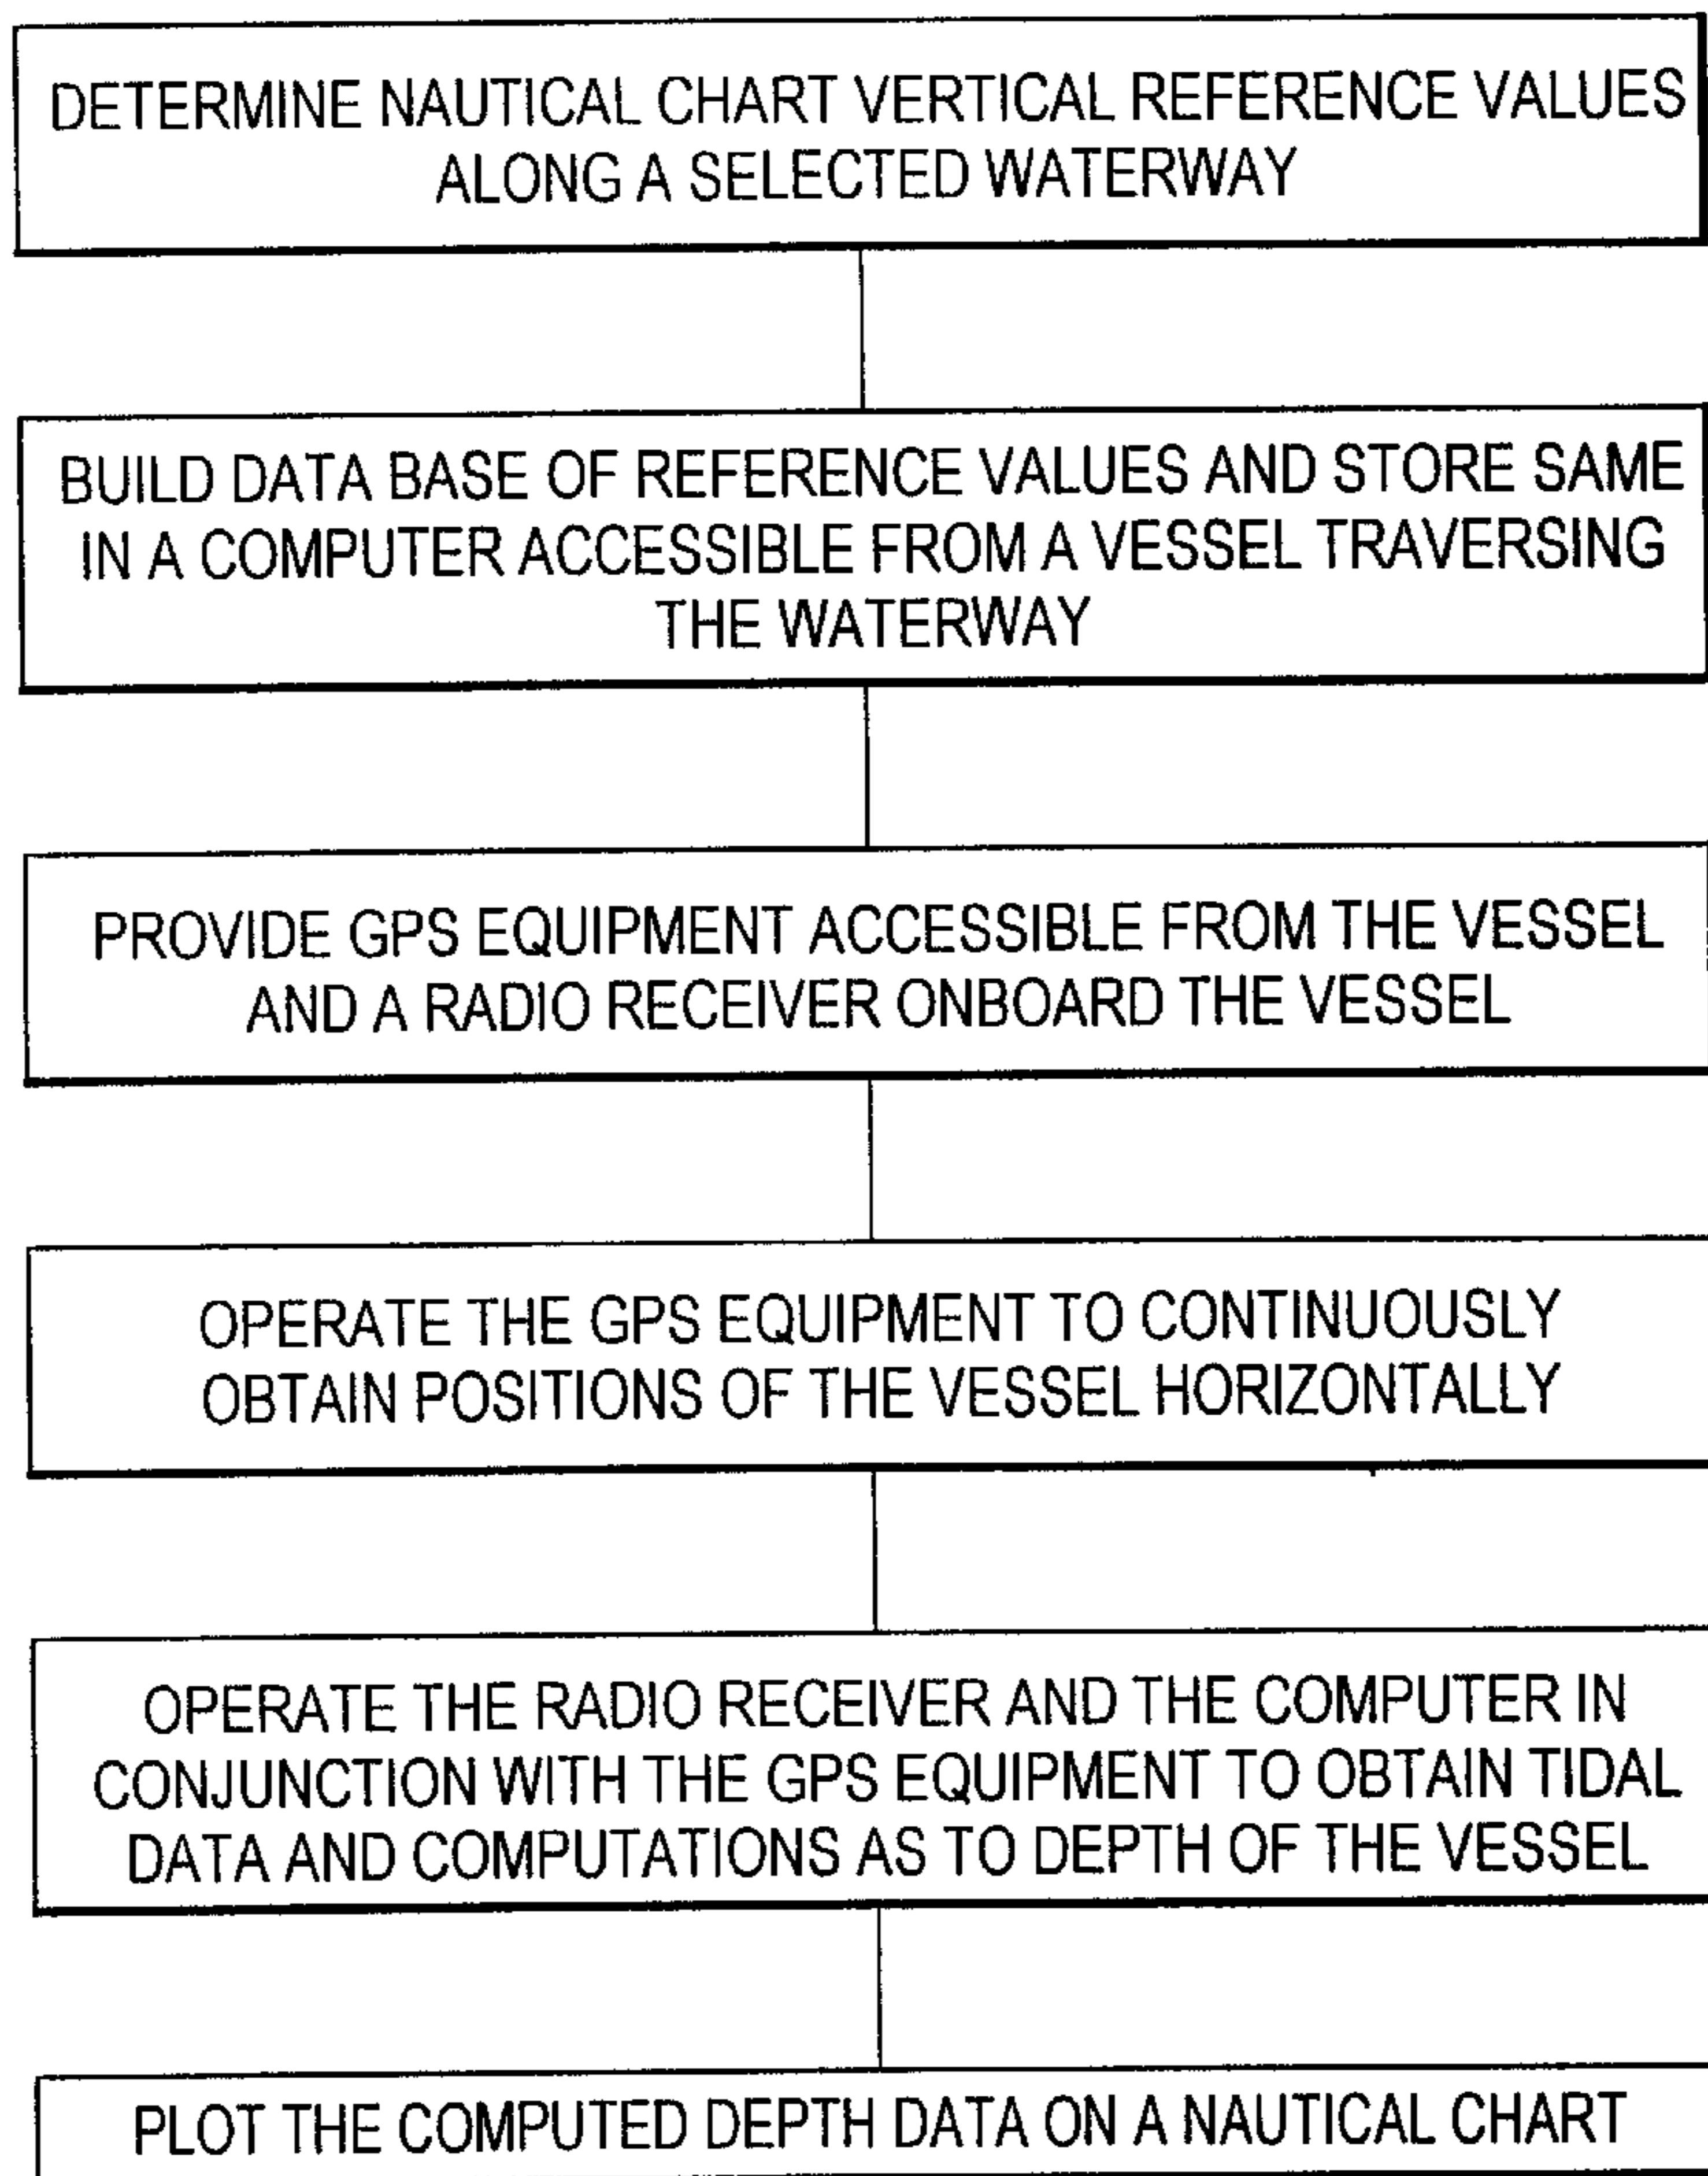 DETERMINE NAUTICAL CHART VERTICAL REFERENCE VALUES
ALONG A SELECTED WATERWAY
BUILD DATA BASE OF REFERENCE VALUES AND STORE SAME
IN A COMPUTER ACCESSIBLE FROM A VESSEL TRAVERSING
THE WATERWAY
PROVIDE GPS EQUIPMENT ACCESSIBLE FROM THE VESSEL
AND A RADIO RECEIVER ONBOARD THE VESSEL
OPERATE THE GPS EQUIPMENT TO CONTINUOUSLY
OBTAIN POSITIONS OF THE VESSEL HORIZONTALLY
OPERATE THE RADIO RECEIVER AND THE COMPUTER IN
CONJUNCTION WITH THE GPS EQUIPMENT TO OBTAIN TIDAL
DATA AND COMPUTATIONS AS TO DEPTH OF THE VESSEL
PLOT THE COMPUTED DEPTH DATA ON A NAUTICAL CHART